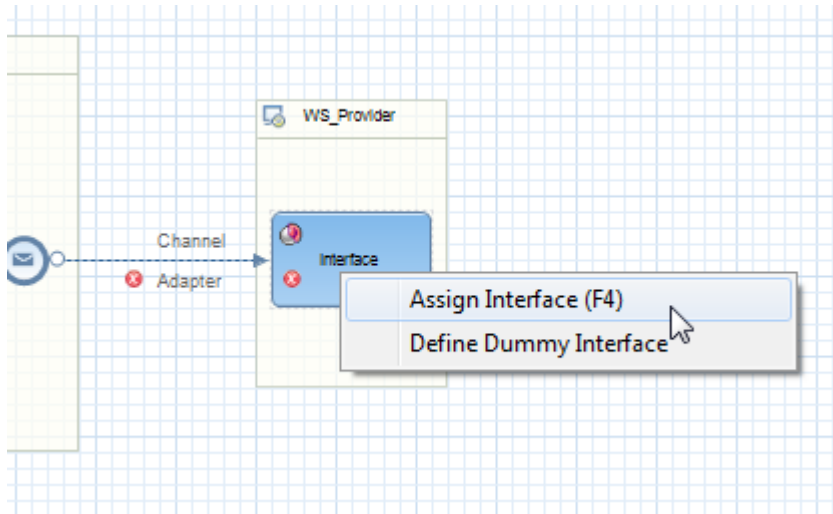 WS_Provider
Channel
Interface
Adapter
Assign Interface (F4)
Define Dummy Interface